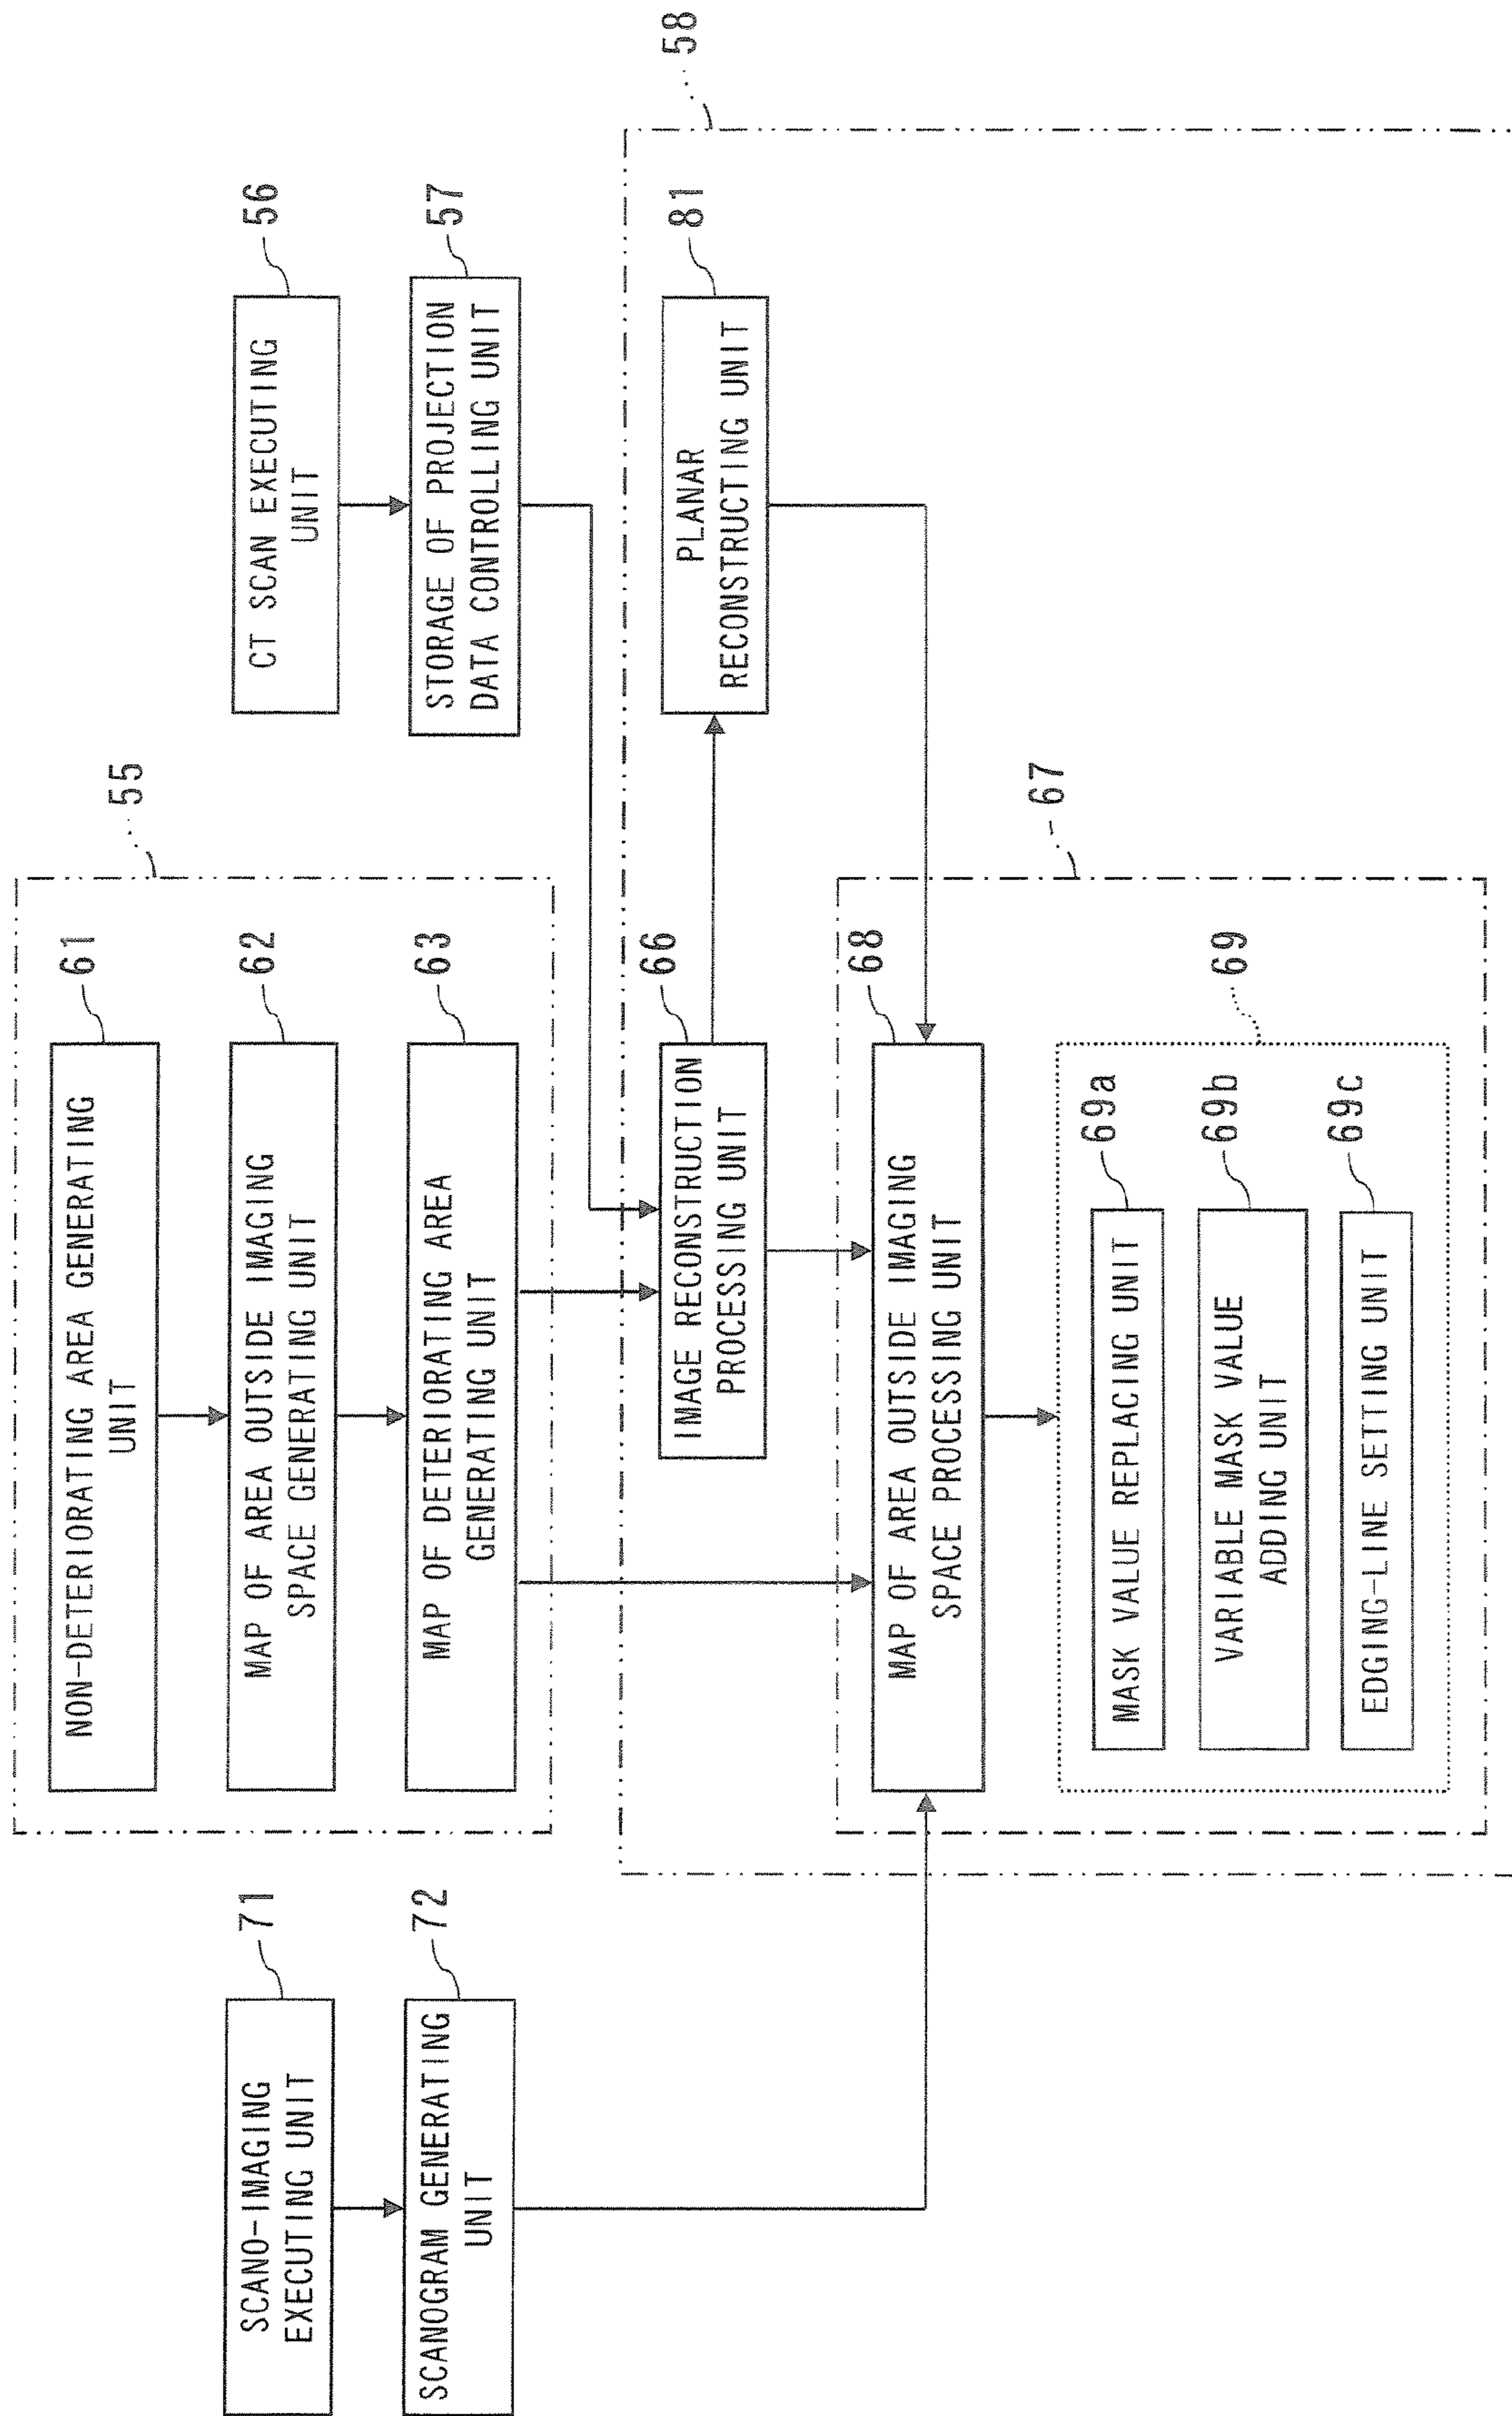 SCANO-IMAGING
EXECUTING UNIT
71
SCANOGRAM GENERATING
UNIT
72
55
NON-DETERIORATING AREA GENERATING
UNIT
61
MAP OF AREA OUTSIDE IMAGING
SPACE GENERATING UNIT
62
MAP OF DETERIORATING AREA
GENERATING UNIT
63
CT SCAN EXECUTING
UNIT
56
STORAGE OF PROJECTION
DATA CONTROLLING UNIT
57
58
IMAGE RECONSTRUCTION
PROCESSING UNIT
66
PLANAR
RECONSTRUCTING UNIT
81
67
MAP OF AREA OUTSIDE IMAGING
SPACE PROCESSING UNIT
68
69
MASK VALUE REPLACING UNIT
69a
VARIABLE MASK VALUE
ADDING UNIT
69b
EDGING-LINE SETTING UNIT
69c